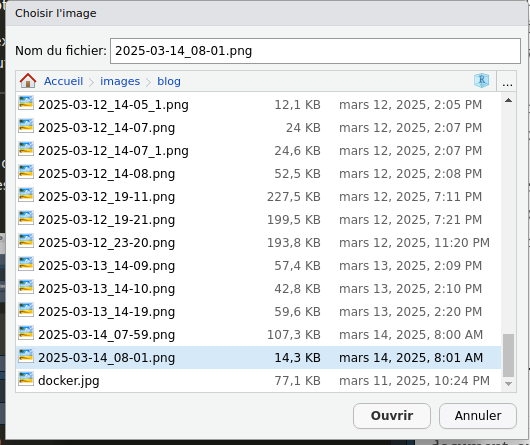 Choisir l'image
Nom du fichier: 2025-03-14_08-01.png
Accueil images blog R ...
2025-03-12_14-05_1.png 12,1 KB mars 12, 2025, 2:05 PM
2025-03-12_14-07.png 24 KB mars 12, 2025, 2:07 PM
2025-03-12_14-07_1.png 24,6 KB mars 12, 2025, 2:07 PM
2025-03-12_14-08.png 52,5 KB mars 12, 2025, 2:08 PM
2025-03-12_19-11.png 227,5 KB mars 12, 2025, 7:11 PM
2025-03-12_19-21.png 199,5 KB mars 12, 2025, 7:21 PM
2025-03-12_23-20.png 193,8 KB mars 12, 2025, 11:20 PM
2025-03-13_14-09.png 57,4 KB mars 13, 2025, 2:09 PM
2025-03-13_14-10.png 42,8 KB mars 13, 2025, 2:10 PM
2025-03-13_14-19.png 59,6 KB mars 13, 2025, 2:20 PM
2025-03-14_07-59.png 107,3 KB mars 14, 2025, 8:00 AM
2025-03-14_08-01.png 14,3 KB mars 14, 2025, 8:01 AM
docker.jpg 77,1 KB mars 11, 2025, 10:24 PM
Ouvrir Annuler